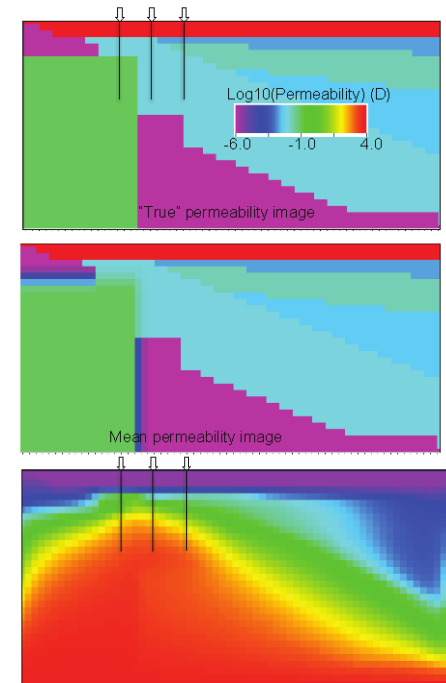 Log10(Permeability) (D)
-6.0 -1.0 4.0
"True" permeability image
Mean permeability image